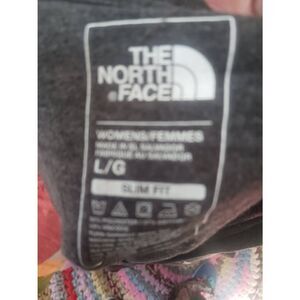 THE
NORTH
FACE
WOMENS/FEMMES
MADE IN EL SALVADOR
FABRIQUÉ AU SALVADOR
L/G
SLIM FIT